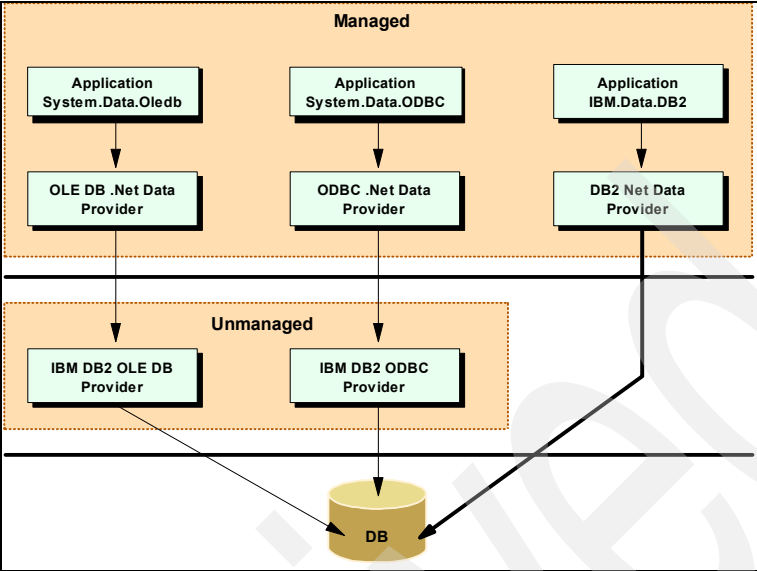 Managed
Application
System.Data.Oledb
Application
System.Data.ODBC
Application
IBM.Data.DB2
OLE DB .Net Data
Provider
ODBC .Net Data
Provider
DB2 Net Data
Provider
Unmanaged
IBM DB2 OLE DB
Provider
IBM DB2 ODBC
Provider
DB